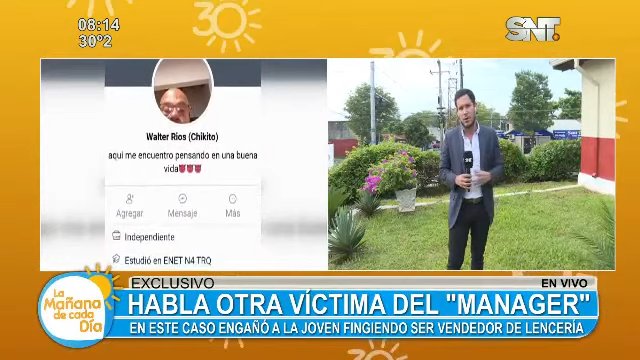 08:14
30°2
SNT.
Walter Rios (Chikito)
aqui me encuentro pensando en una buena
vida
Agregar Mensaje Más
Independiente
Estudió en ENET N4 TRQ
La
Mañana
de cada
Día
EXCLUSIVO
EN VIVO
HABLA OTRA VÍCTIMA DEL "MANAGER"
EN ESTE CASO ENGAÑÓ A LA JOVEN FINGIENDO SER VENDEDOR DE LENCERÍA